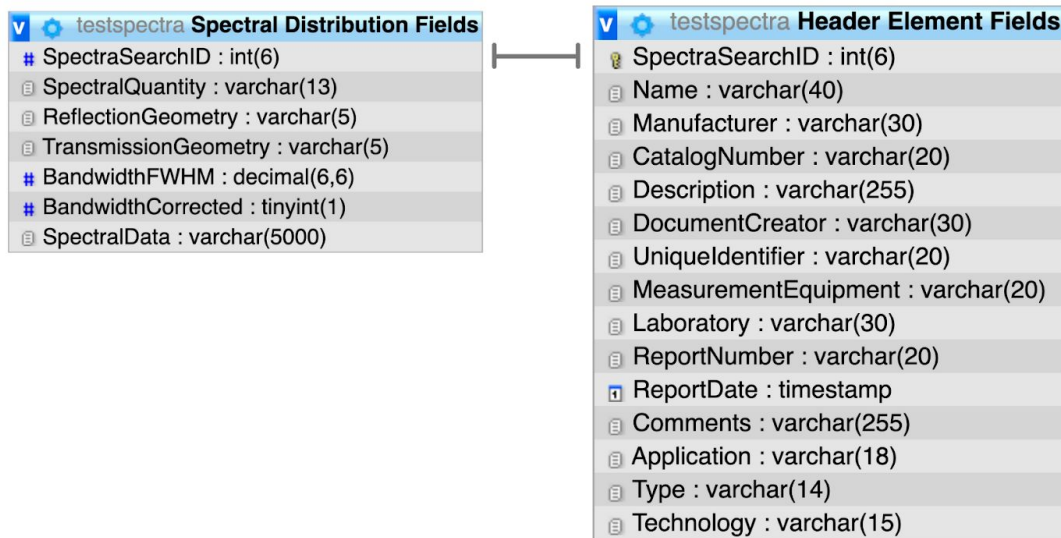 v testspectra Spectral Distribution Fields
# SpectraSearchID : int(6)
SpectralQuantity : varchar(13)
ReflectionGeometry : varchar(5)
TransmissionGeometry : varchar(5)
# BandwidthFWHM : decimal(6,6)
# BandwidthCorrected : tinyint(1)
SpectralData : varchar(5000)
v testspectra Header Element Fields
SpectraSearchID : int(6)
Name : varchar(40)
Manufacturer : varchar(30)
CatalogNumber : varchar(20)
Description : varchar(255)
DocumentCreator : varchar(30)
UniqueIdentifier : varchar(20)
MeasurementEquipment : varchar(20)
Laboratory : varchar(30)
ReportNumber : varchar(20)
ReportDate : timestamp
Comments : varchar(255)
Application : varchar(18)
Type : varchar(14)
Technology : varchar(15)